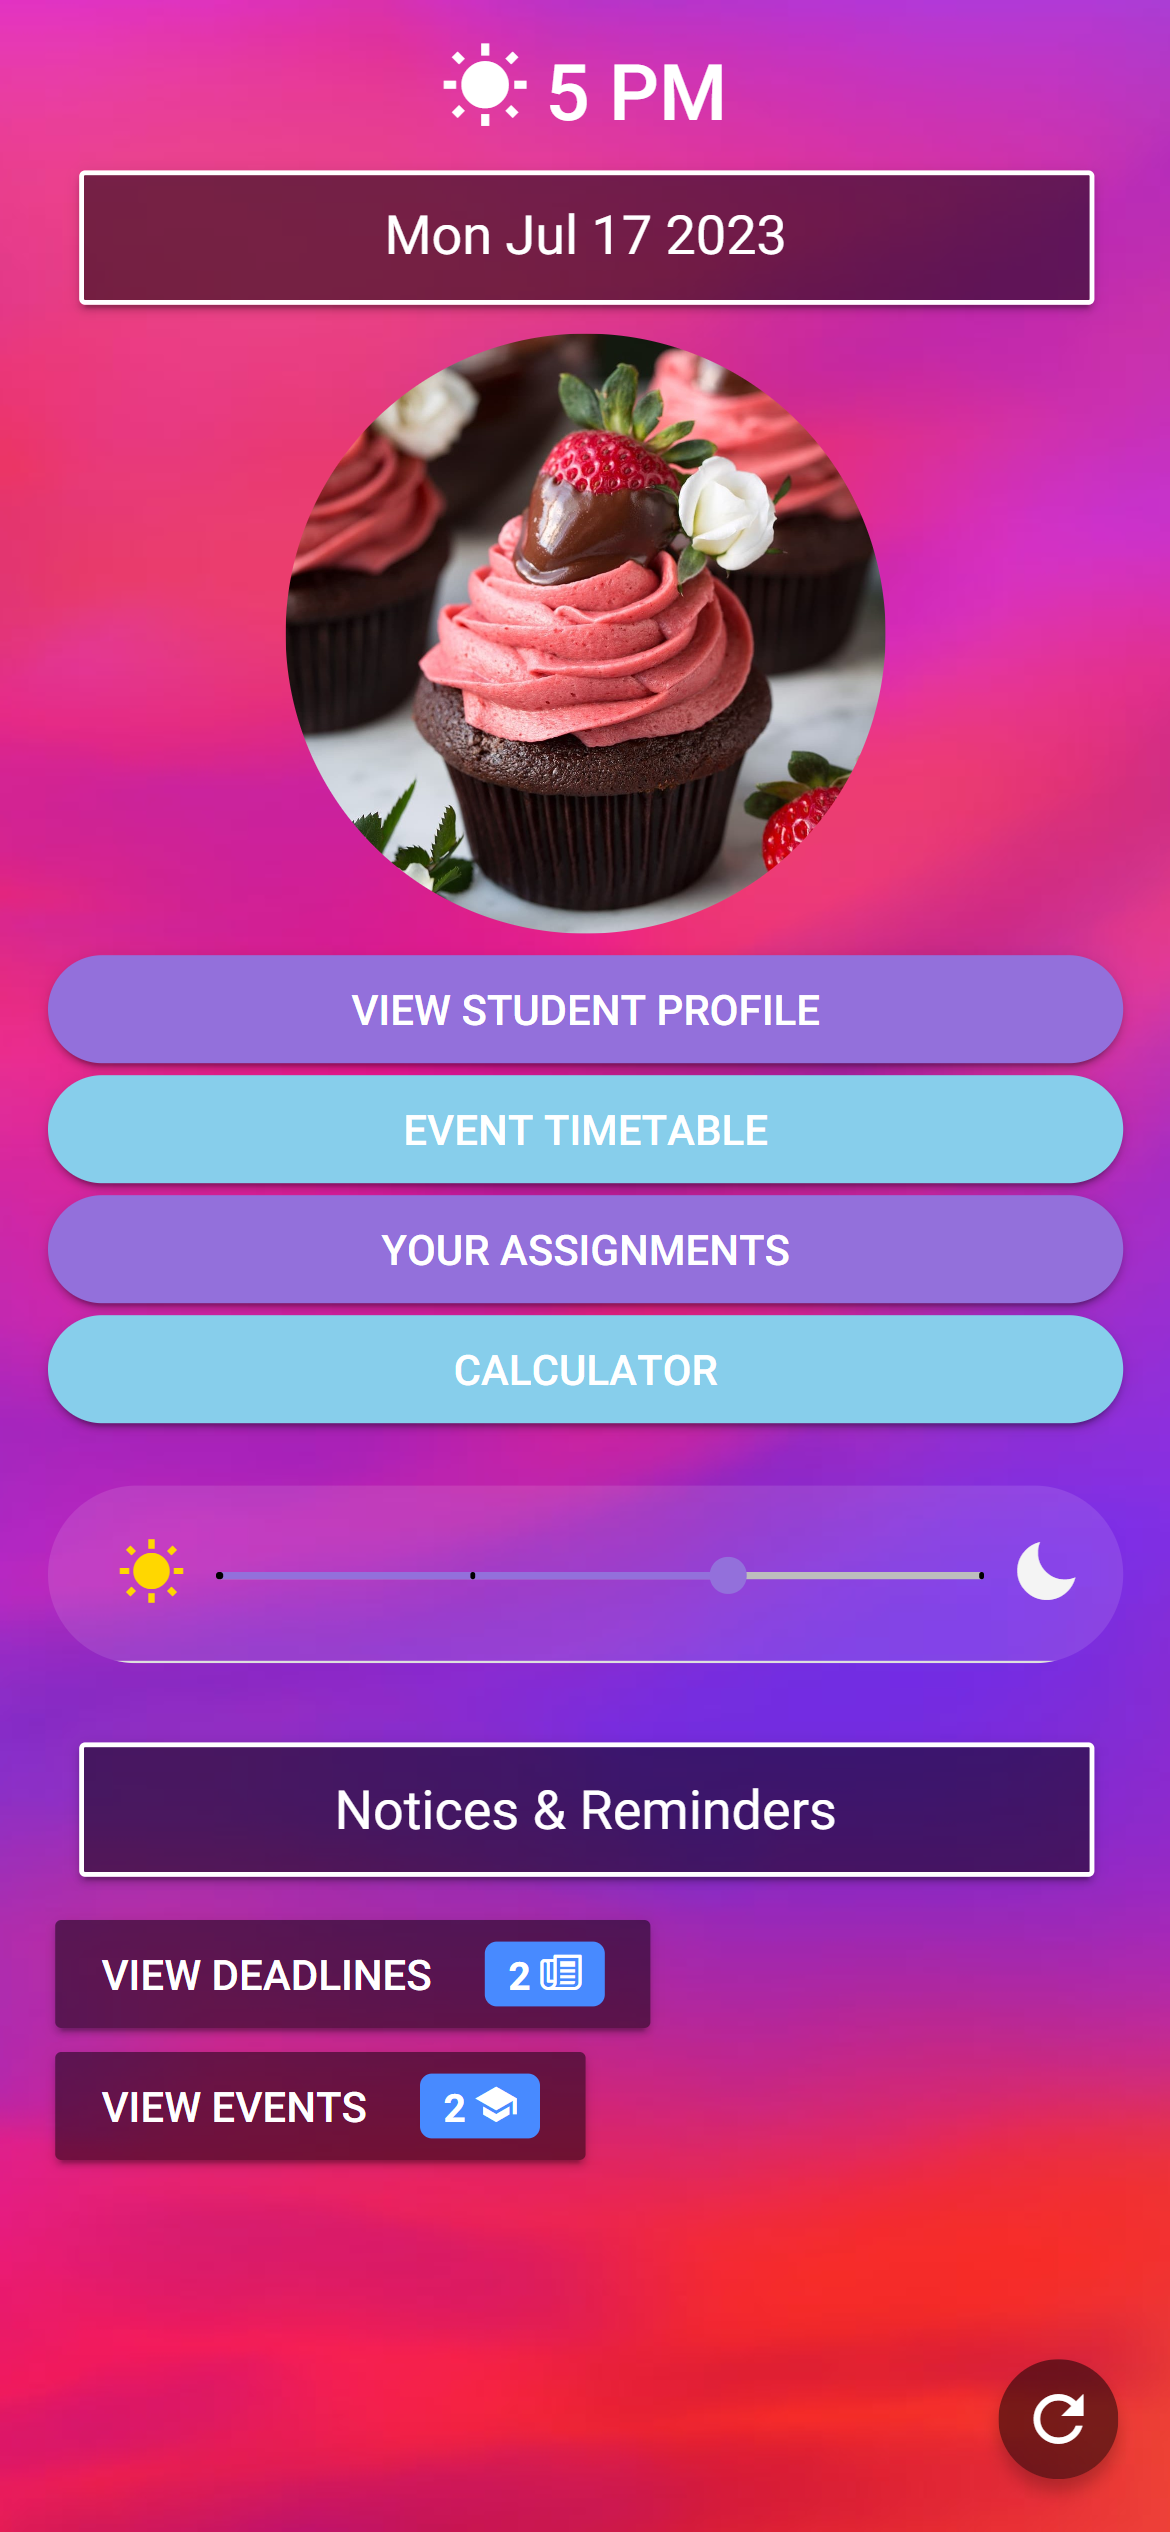 5 PM
Mon Jul 17 2023
VIEW STUDENT PROFILE
EVENT TIMETABLE
YOUR ASSIGNMENTS
CALCULATOR
Notices & Reminders
VIEW DEADLINES 2
VIEW EVENTS 2